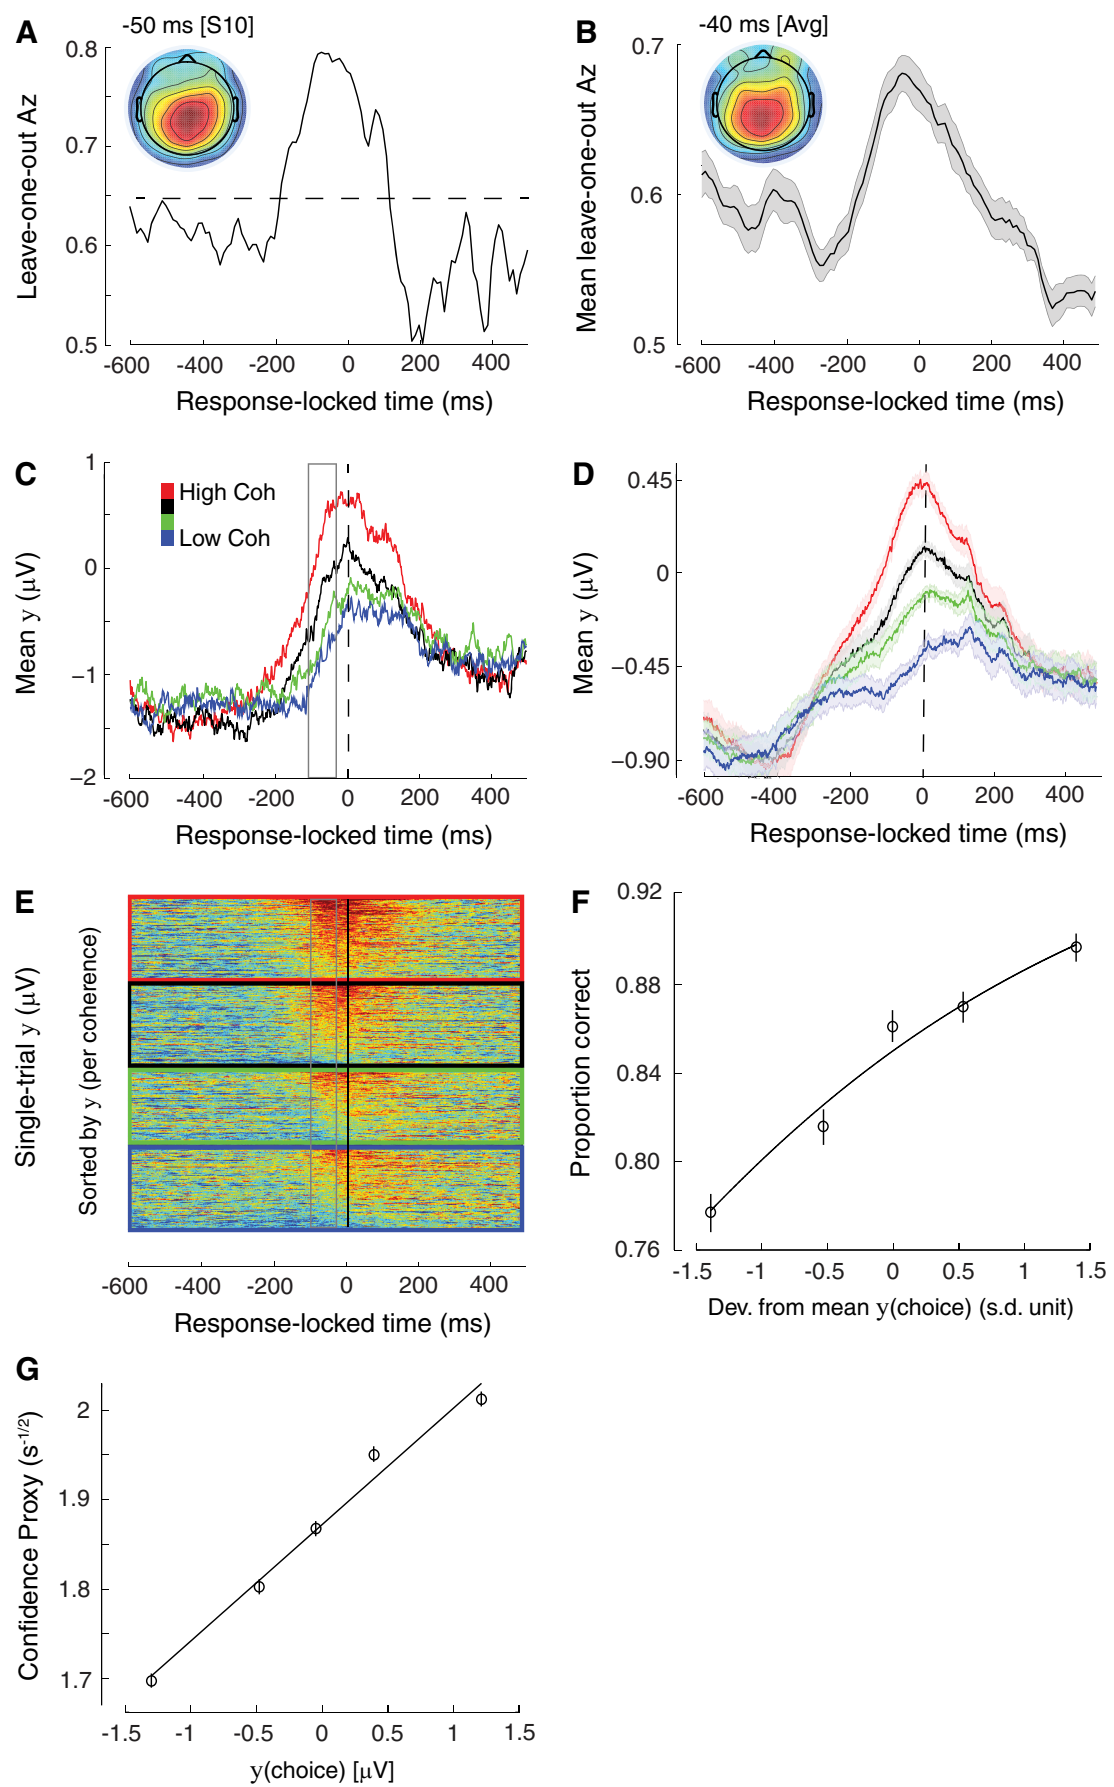 A
-50 ms [S10]
0.8
0.7
0.6
0.5
Leave-one-out Az
-600 -400 -200 0 200 400
Response-locked time (ms)
B
-40 ms [Avg]
0.7
0.6
0.5
Mean leave-one-out Az
-600 -400 -200 0 200 400
Response-locked time (ms)
C
1
0
−1
−2
Mean y (μV)
High Coh
Low Coh
-600 -400 -200 0 200 400
Response-locked time (ms)
D
0.45
0
−0.45
−0.90
Mean y (μV)
-600 -400 -200 0 200 400
Response-locked time (ms)
E
Single-trial y (μV)
Sorted by y (per coherence)
-600 -400 -200 0 200 400
Response-locked time (ms)
F
0.92
0.88
0.84
0.80
0.76
Proportion correct
-1.5 -1 -0.5 0 0.5 1 1.5
Dev. from mean y(choice) (s.d. unit)
G
2
1.9
1.8
1.7
Confidence Proxy (s-1/2)
-1.5 -1 -0.5 0 0.5 1 1.5
y(choice) [μV]